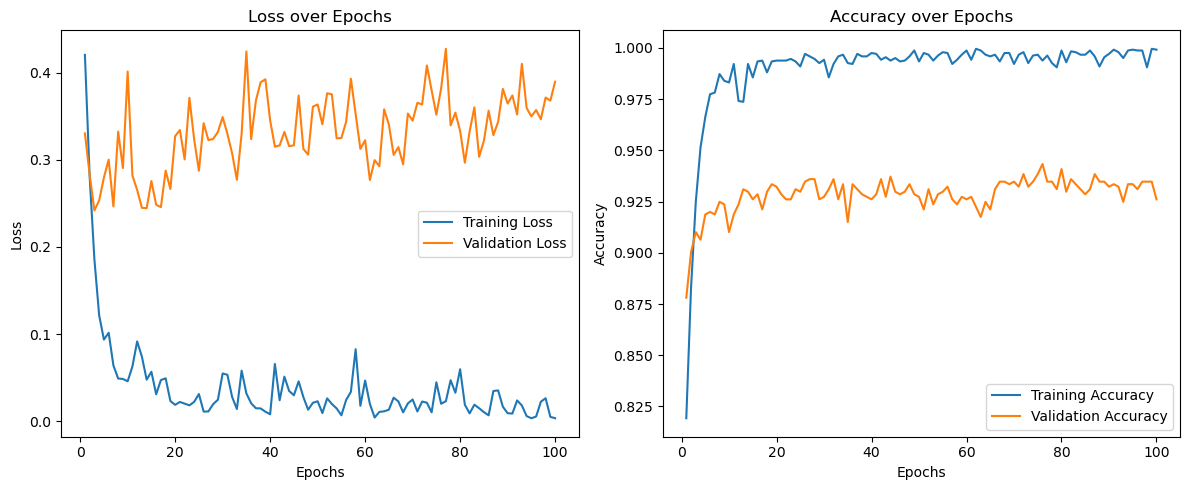 Loss over Epochs
Loss
0.4
0.3
0.2
0.1
0.0
Training Loss
Validation Loss
0 20 40 60 80 100
Epochs
Accuracy over Epochs
Accuracy
1.000
0.975
0.950
0.925
0.900
0.875
0.850
0.825
Training Accuracy
Validation Accuracy
0 20 40 60 80 100
Epochs